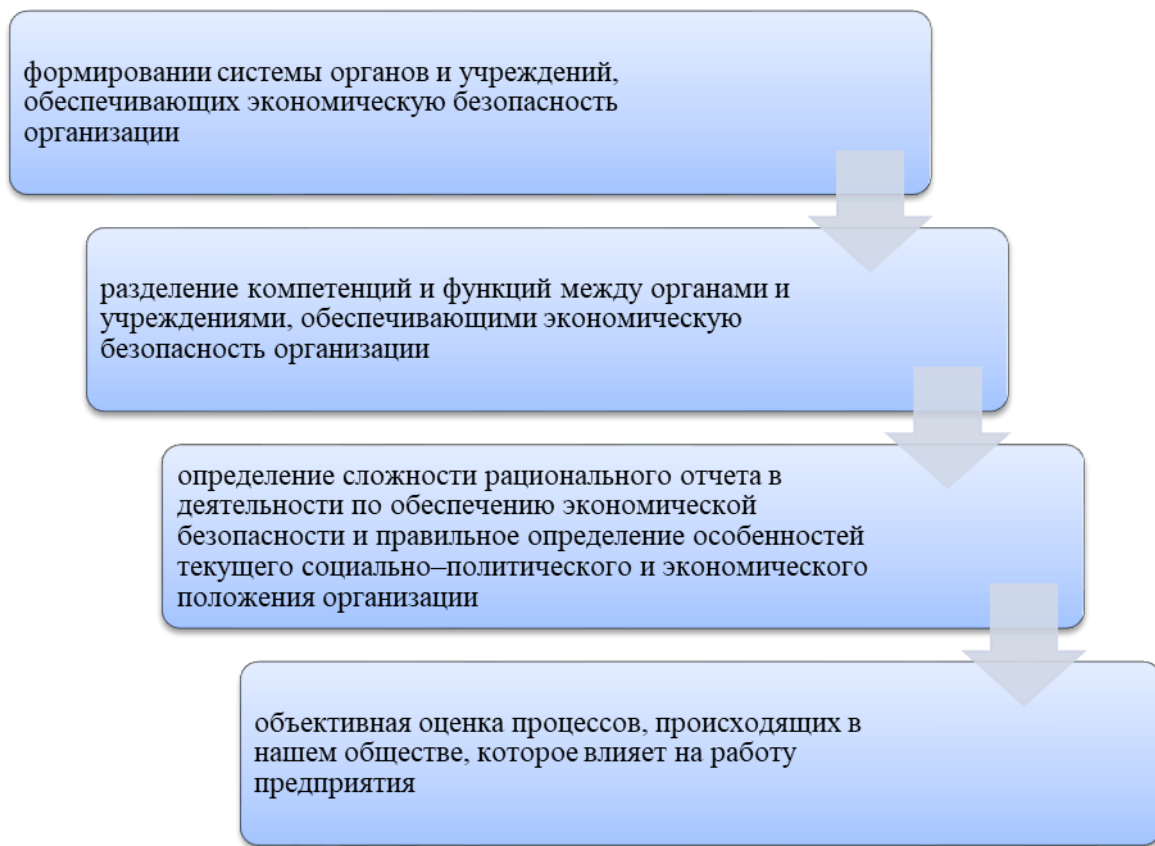 формировании системы органов и учреждений,
обеспечивающих экономическую безопасность
организации
разделение компетенций и функций между органами и
учреждениями, обеспечивающими экономическую
безопасность организации
определение сложности рационального отчета в
деятельности по обеспечению экономической
безопасности и правильное определение особенностей
текущего социально–политического и экономического
положения организации
объективная оценка процессов, происходящих в
нашем обществе, которое влияет на работу
предприятия